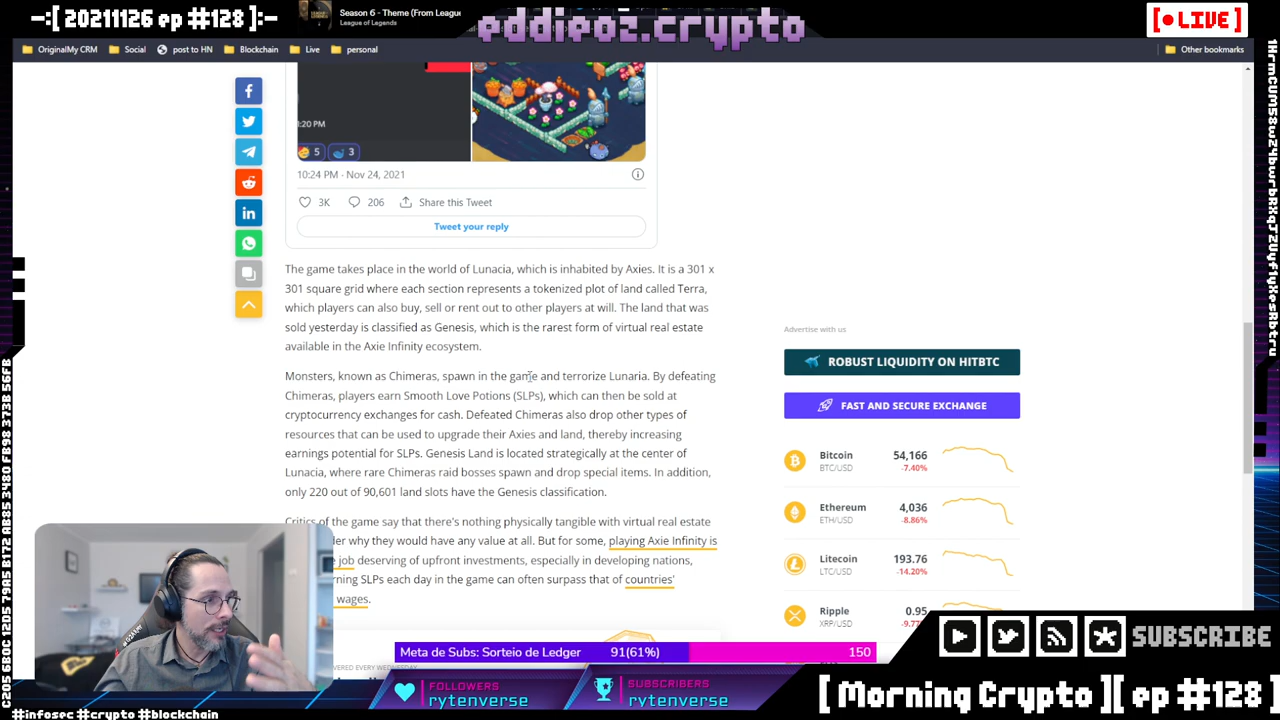 -:[ 20211126 ep #128 ]:-
Season 6 - Theme (From League
League of Legends
eddieoz.crypto
[•LIVE]
OriginalMy CRM
Social
post to HN
Blockchain
Live
personal
Other bookmarks
1:20 PM
5
3
10:24 PM · Nov 24, 2021
3K
206
Share this Tweet
Tweet your reply
The game takes place in the world of Lunacia, which is inhabited by Axies. It is a 301 x
301 square grid where each section represents a tokenized plot of land called Terra,
which players can also buy, sell or rent out to other players at will. The land that was
sold yesterday is classified as Genesis, which is the rarest form of virtual real estate
available in the Axie Infinity ecosystem.
Monsters, known as Chimeras, spawn in the game and terrorize Lunaria. By defeating
Chimeras, players earn Smooth Love Potions (SLPs), which can then be sold at
cryptocurrency exchanges for cash. Defeated Chimeras also drop other types of
resources that can be used to upgrade their Axies and land, thereby increasing
earnings potential for SLPs. Genesis Land is located strategically at the center of
Lunacia, where rare Chimeras raid bosses spawn and drop special items. In addition,
only 220 out of 90,601 land slots have the Genesis classification.
Critics of the game say that there's nothing physically tangible with virtual real estate
der why they would have any value at all. But for some, playing Axie Infinity is
job deserving of upfront investments, especially in developing nations,
rning SLPs each day in the game can often surpass that of countries'
wages.
Advertise with us
ROBUST LIQUIDITY ON HITBTC
FAST AND SECURE EXCHANGE
Bitcoin 54,166
BTC/USD -7.40%
Ethereum 4,036
ETH/USD -8.86%
Litecoin 193.76
LTC/USD -14.20%
Ripple 0.95
XRP/USD -9.77
Meta de Subs: Sorteio de Ledger 91(61%) 150
VERED EVERY WEDNESDAY
FOLLOWERS
rytenverse
SUBSCRIBERS
rytenverse
SUBSCRIBE
[ Morning Crypto ][ ep #128 ]
#infosec #crypto #blockchain